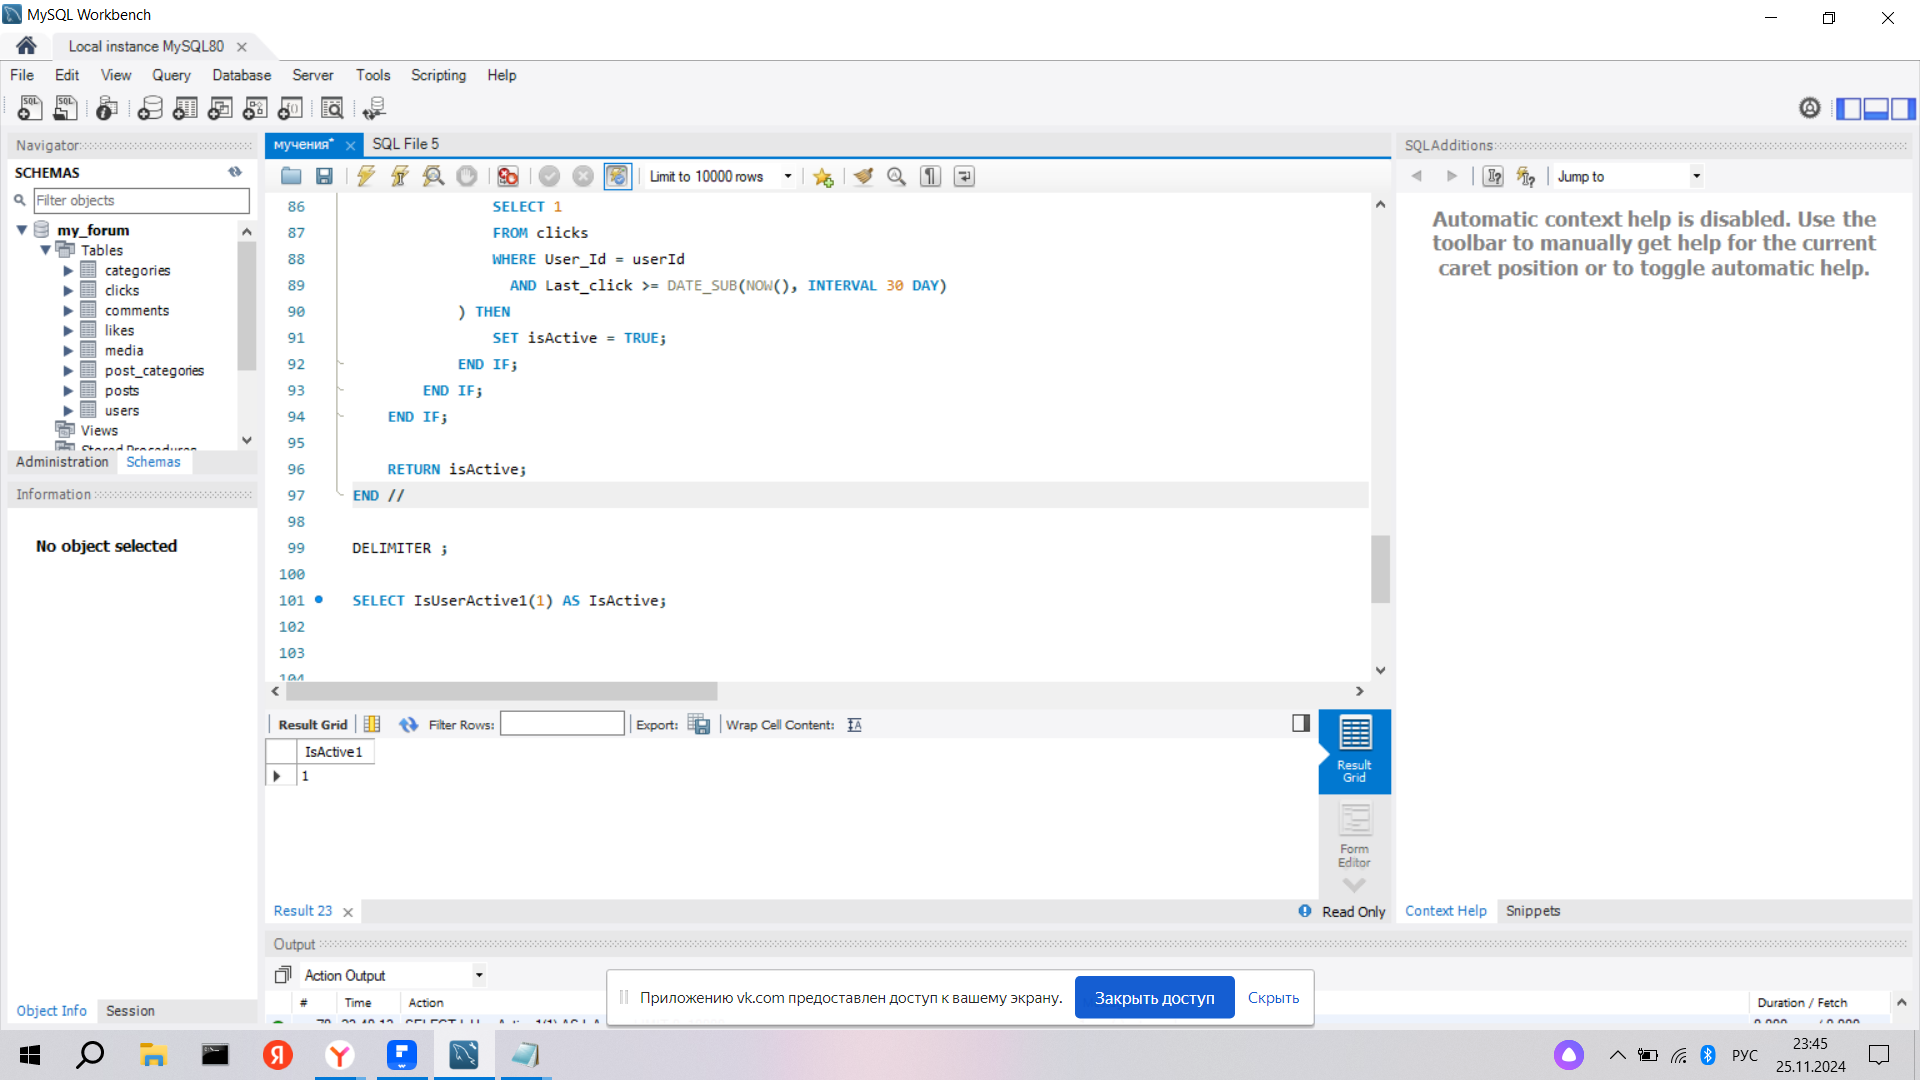 MySQL Workbench
Local instance MySQL80
File Edit View Query Database Server Tools Scripting Help
Navigator
SCHEMAS
Filter objects
my_forum
Tables
categories
clicks
comments
likes
media
post_categories
posts
users
Views
Stored Procedures
Administration Schemas
Information
No object selected
Object Info Session
мучения* SQL File 5
Limit to 10000 rows
86 SELECT 1
87 FROM clicks
88 WHERE User_Id = userId
89 AND Last_click >= DATE_SUB(NOW(), INTERVAL 30 DAY)
90 ) THEN
91 SET isActive = TRUE;
92 END IF;
93 END IF;
94 END IF;
95
96 RETURN isActive;
97 END //
98
99 DELIMITER ;
100
101 SELECT IsUserActive1(1) AS IsActive;
102
103
104
Result Grid Filter Rows: Export: Wrap Cell Content:
IsActive1
1
Result Grid
Form Editor
Result 23
Read Only
SQLAdditions
Jump to
Automatic context help is disabled. Use the
toolbar to manually get help for the current
caret position or to toggle automatic help.
Context Help Snippets
Output
Action Output
# Time Action Duration / Fetch
Приложению vk.com предоставлен доступ к вашему экрану. Закрыть доступ Скрыть
РУС
23:45
25.11.2024